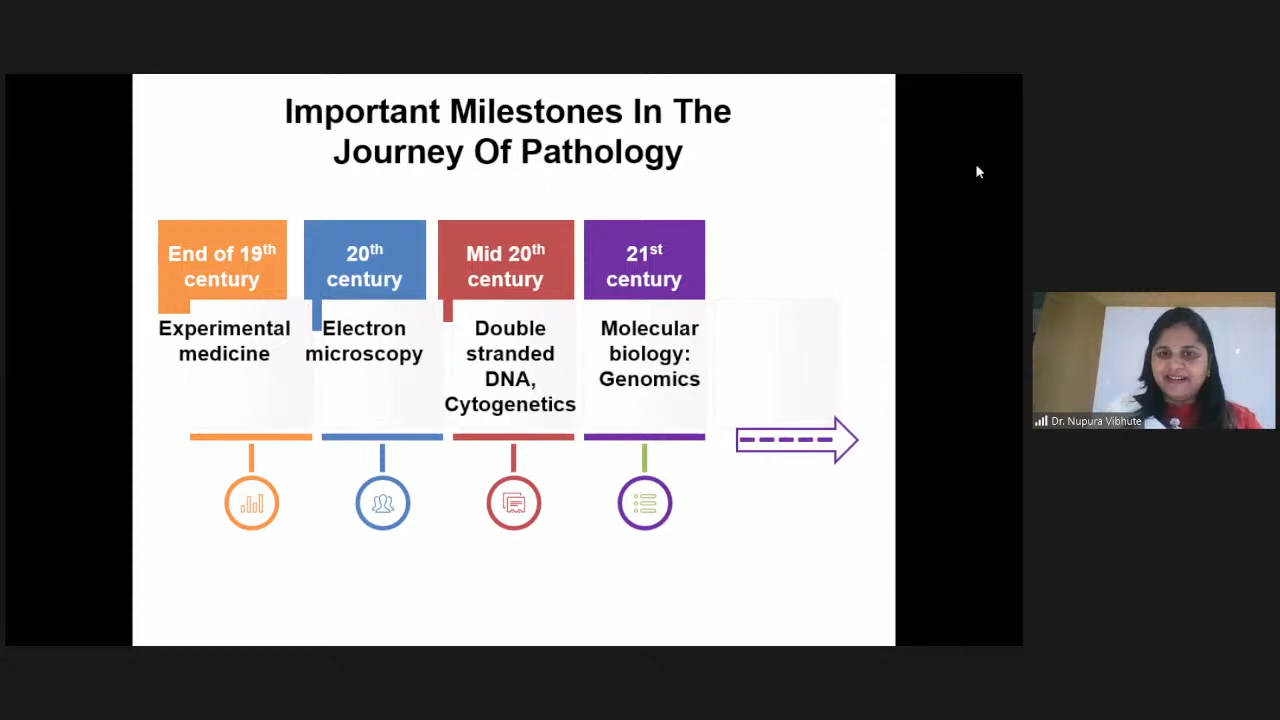 Important Milestones In The
Journey Of Pathology
End of 19th
century
20th
century
Mid 20th
century
21st
century
Experimental
medicine
Electron
microscopy
Double
stranded
DNA,
Cytogenetics
Molecular
biology:
Genomics
Dr. Nupura Vibhute